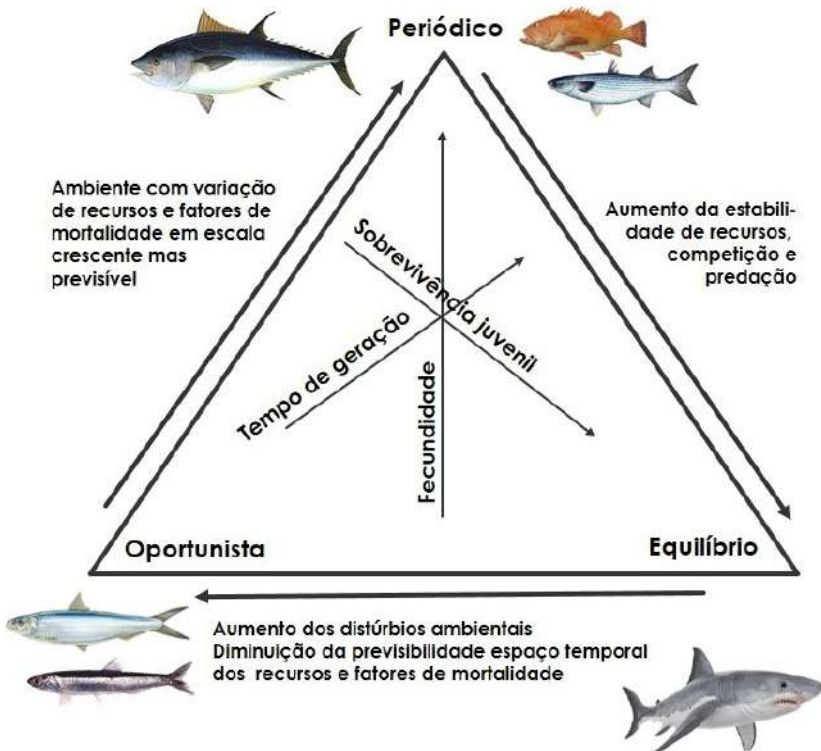 Periódico
Ambiente com variação
de recursos e fatores de
mortalidade em escala
crescente mas
previsível
Aumento da estabili-
dade de recursos,
competição e
predação
Sobrevivência juvenil
Tempo de geração
Fecundidade
Oportunista
Equilíbrio
Aumento dos distúrbios ambientais
Diminuição da previsibilidade espaço temporal
dos recursos e fatores de mortalidade